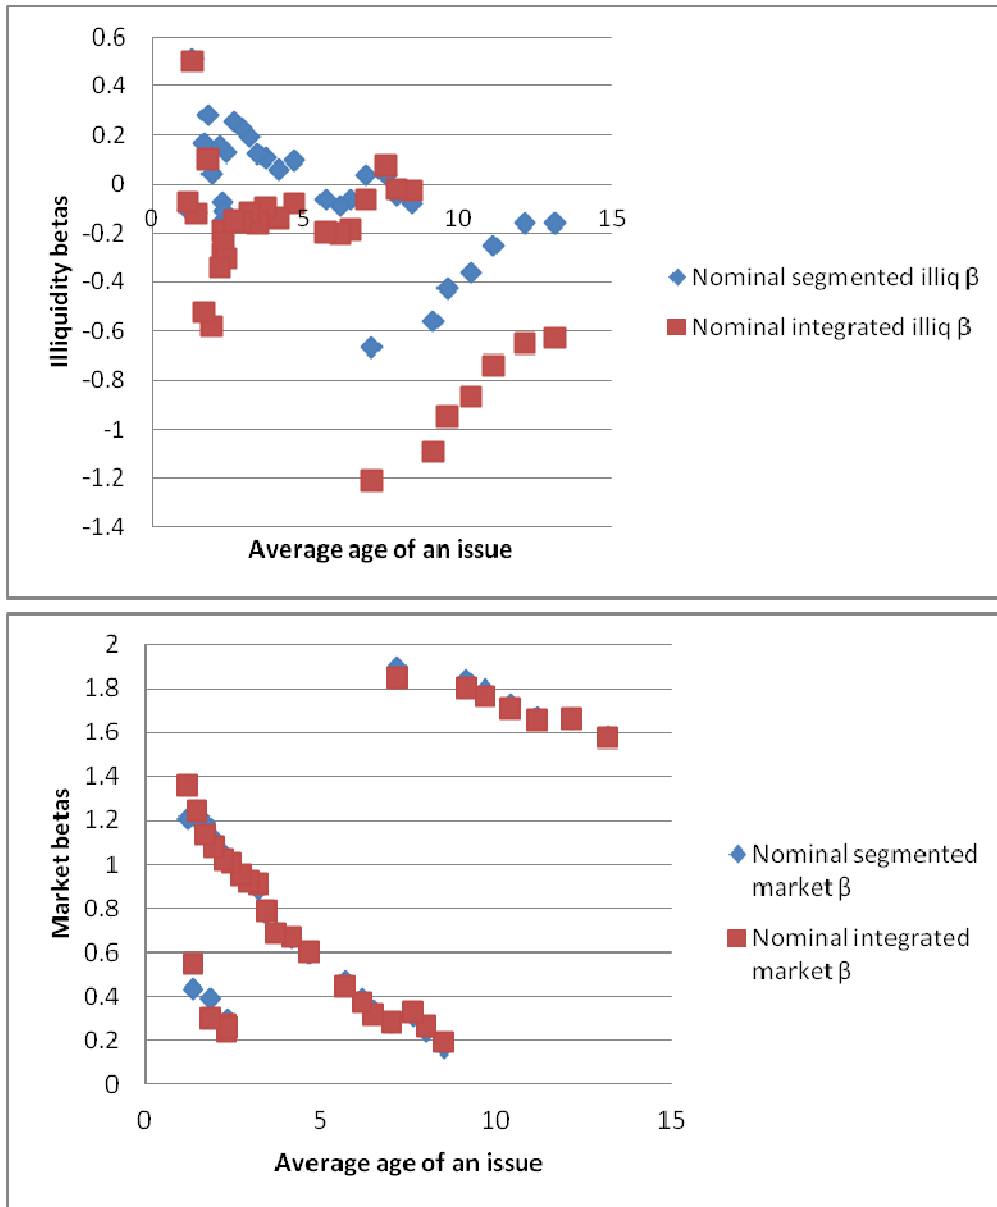 0.6
0.4
0.2
0
-0.2
-0.4
-0.6
-0.8
-1
-1.2
-1.4
0 5 10 15
Illiquidity betas
Average age of an issue
Nominal segmented illiq β
Nominal integrated illiq β
2
1.8
1.6
1.4
1.2
1
0.8
0.6
0.4
0.2
0
0 5 10 15
Market betas
Average age of an issue
Nominal segmented
market β
Nominal integrated
market β